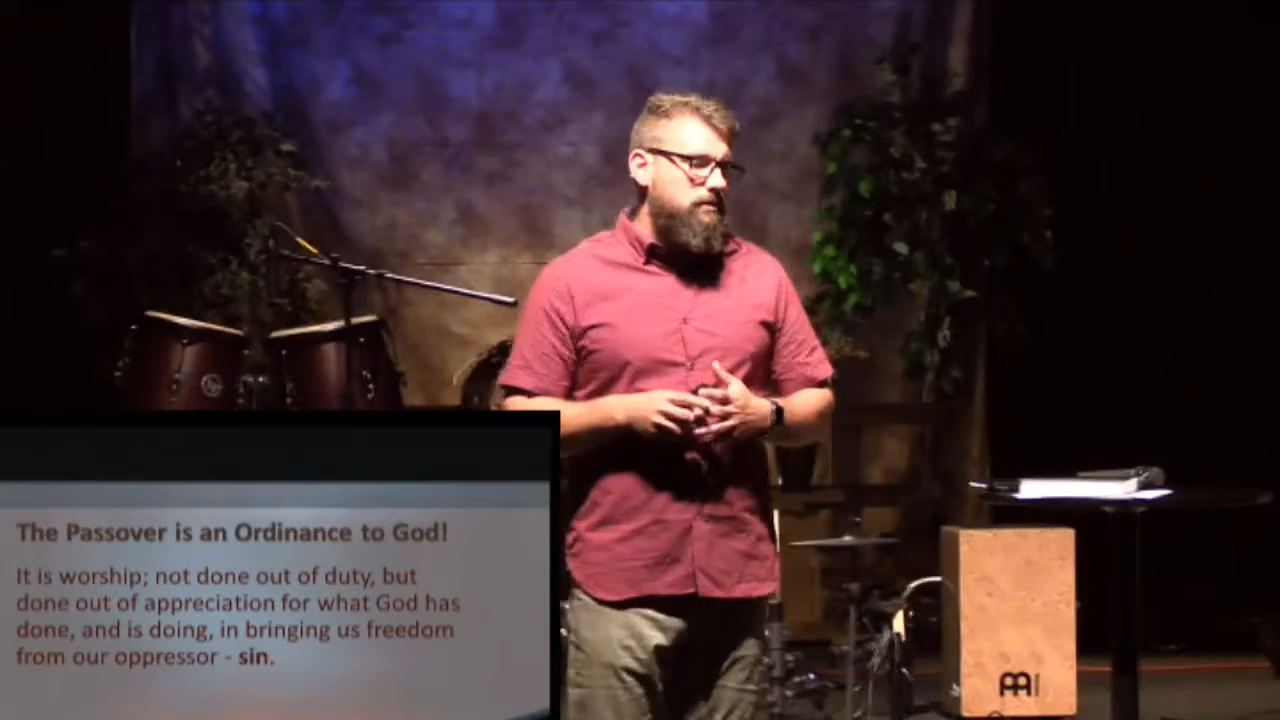 The Passover is an Ordinance to God!
It is worship; not done out of duty, but
done out of appreciation for what God has
done, and is doing, in bringing us freedom
from our oppressor - sin.